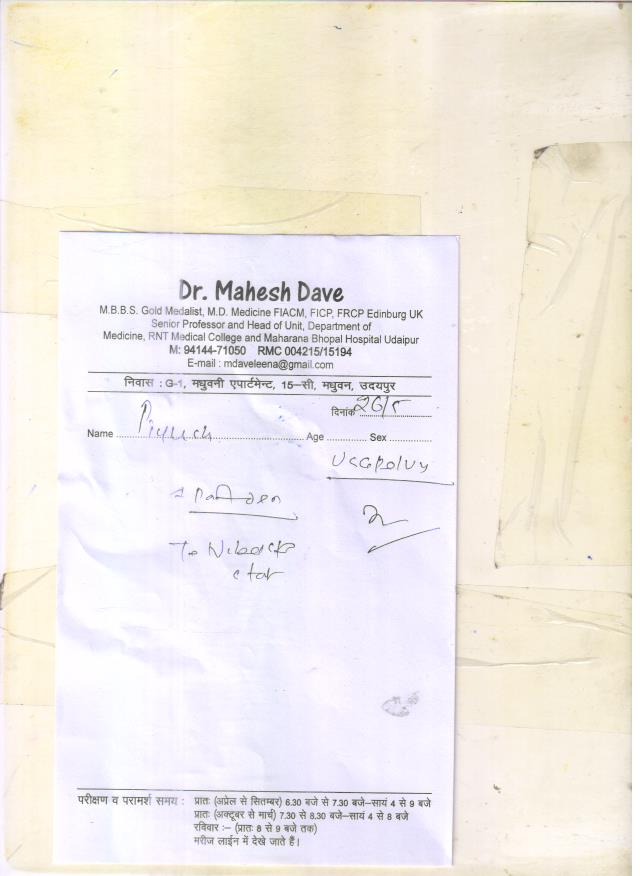 Dr. Mahesh Dave
M.B.B.S. Gold Medalist, M.D. Medicine FIACM, FICP, FRCP Edinburg UK
Senior Professor and Head of Unit, Department of
Medicine, RNT Medical College and Maharana Bhopal Hospital Udaipur
M: 94144-71050 RMC 004215/15194
E-mail : mdaveleena@gmail.com
निवास : G-1, मधुवनी एपार्टमेन्ट, 15-सी, मधुवन, उदयपुर
दिनांक 26/5
Name Piyush Age Sex
परीक्षण व परामर्श समय : प्रातः (अप्रेल से सितम्बर) 6.30 बजे से 7.30 बजे-सायं 4 से 9 बजे
प्रातः (अक्टूबर से मार्च) 7.30 से 8.30 बजे-सायं 4 से 8 बजे
रविवार :- (प्रातः 8 से 9 बजे तक)
मरीज लाईन में देखे जाते हैं।